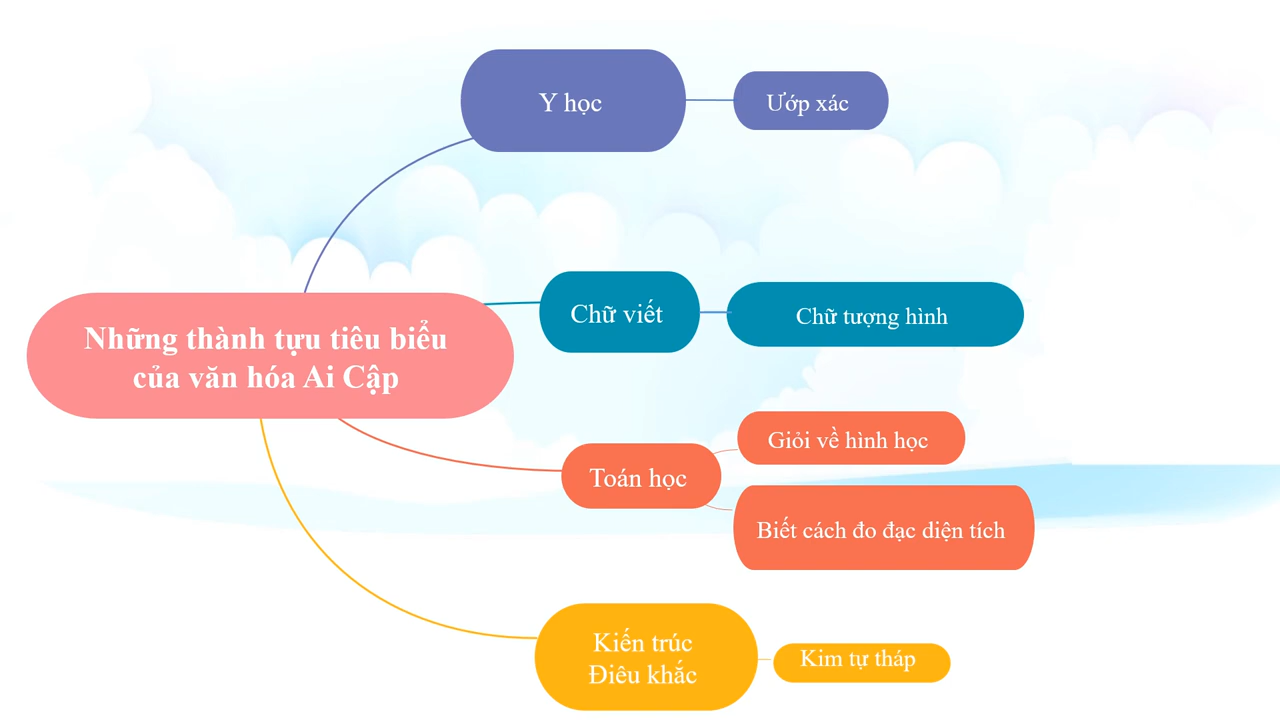 Y học
Ướp xác
Những thành tựu tiêu biểu
của văn hóa Ai Cập
Chữ viết
Chữ tượng hình
Toán học
Giỏi về hình học
Biết cách đo đạc diện tích
Kiến trúc
Điêu khắc
Kim tự tháp